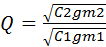 Q = √C2gm2 / √C1gm1